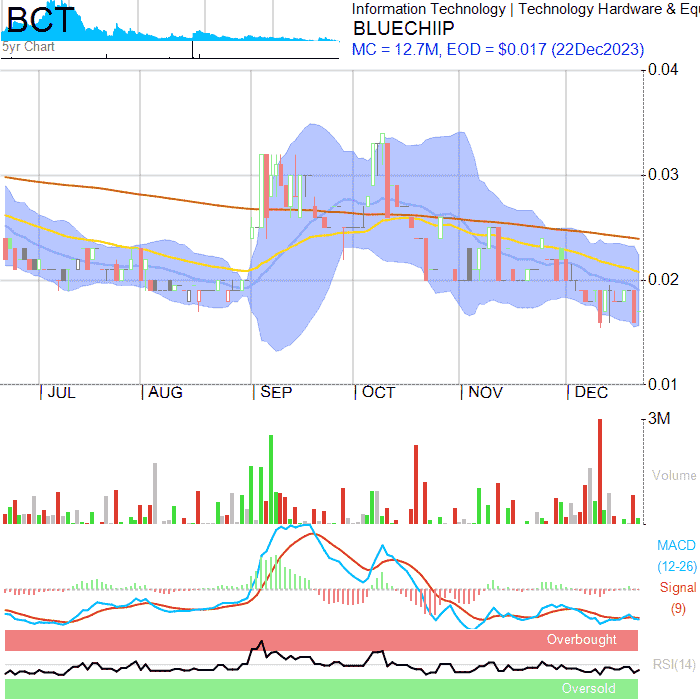 BCT
5yr Chart
Information Technology | Technology Hardware & Equ
BLUECHIIP
MC = 12.7M, EOD = $0.017 (22Dec2023)
0.04
0.03
0.02
0.01
JUL
AUG
SEP
OCT
NOV
DEC
3M
Volume
MACD
(12-26)
Signal
(9)
Overbought
RSI(14)
Oversold